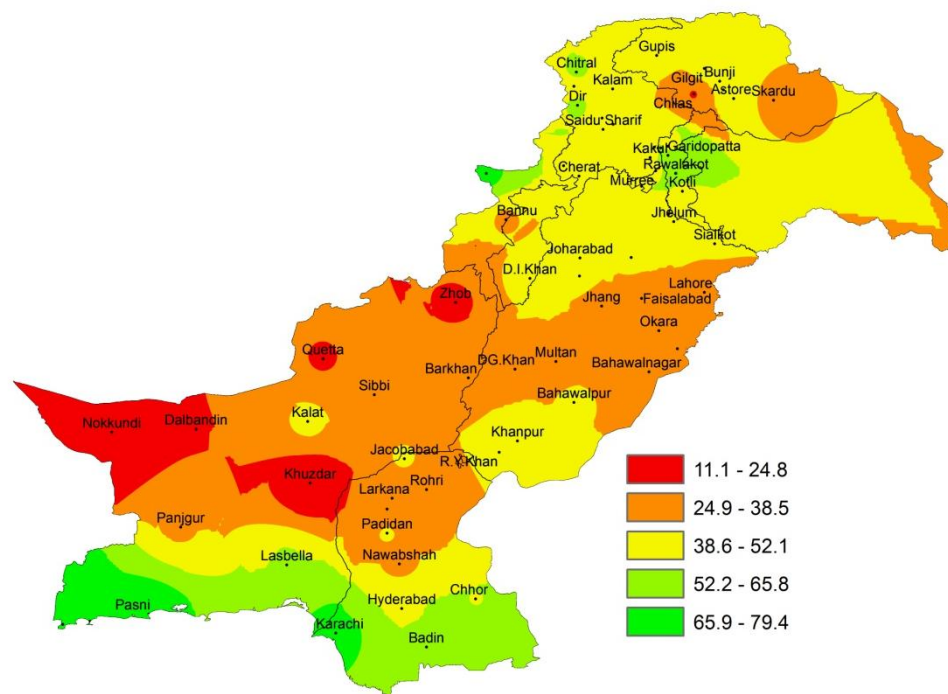 Gupis
Chitral
Kalam
Gilgit
Bunji
Astore
Skardu
Chilas
Dir
Saidu Sharif
Kakul
Garidopatta
Rawalakot
Cherat
Murree
Kotli
Bannu
Jhelum
Sialkot
Joharabad
D.I.Khan
Lahore
Jhang
Faisalabad
Zhob
Okara
Quetta
DG.Khan
Multan
Barkhan
Bahawalnagar
Sibbi
Bahawalpur
Kalat
Nokkundi
Dalbandin
Khanpur
Jacobabad
R.Y.Khan
Khuzdar
Rohri
Larkana
Panjgur
Padidan
Lasbella
Nawabshah
Chhor
Hyderabad
Pasni
Karachi
Badin
11.1 - 24.8
24.9 - 38.5
38.6 - 52.1
52.2 - 65.8
65.9 - 79.4